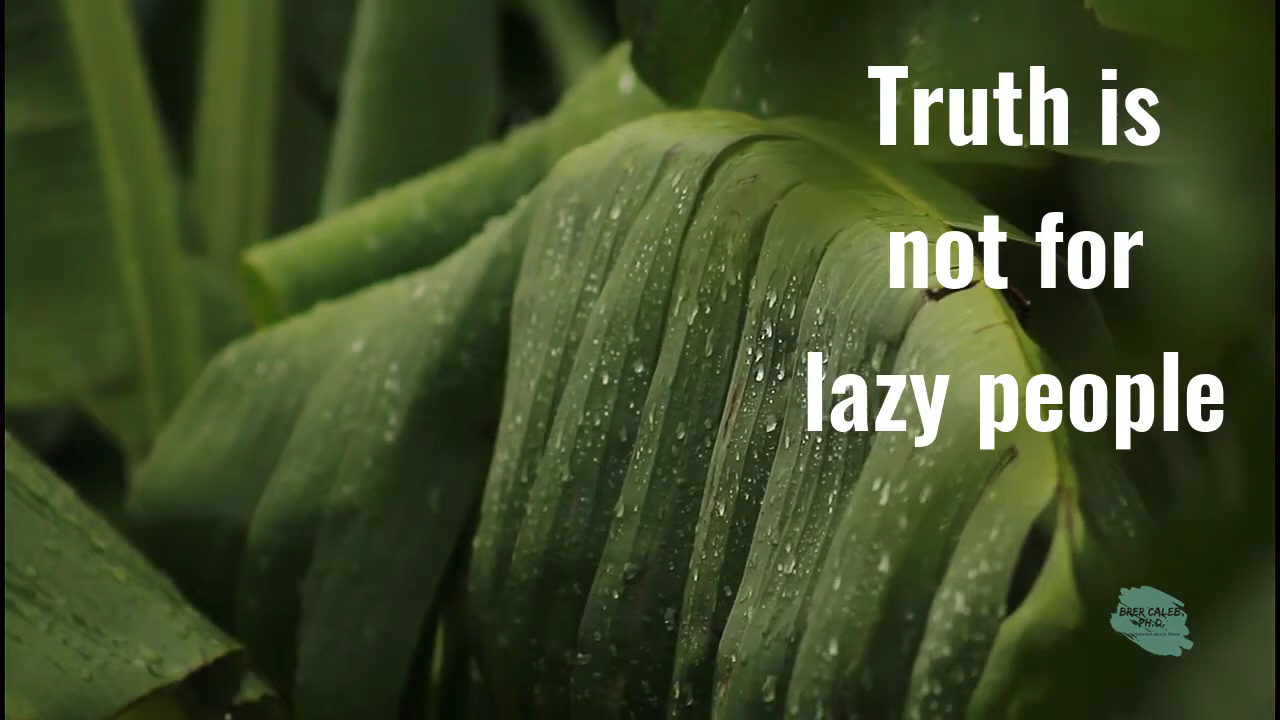 Truth is
not for
lazy people
BRER CALEB,
PH.D.